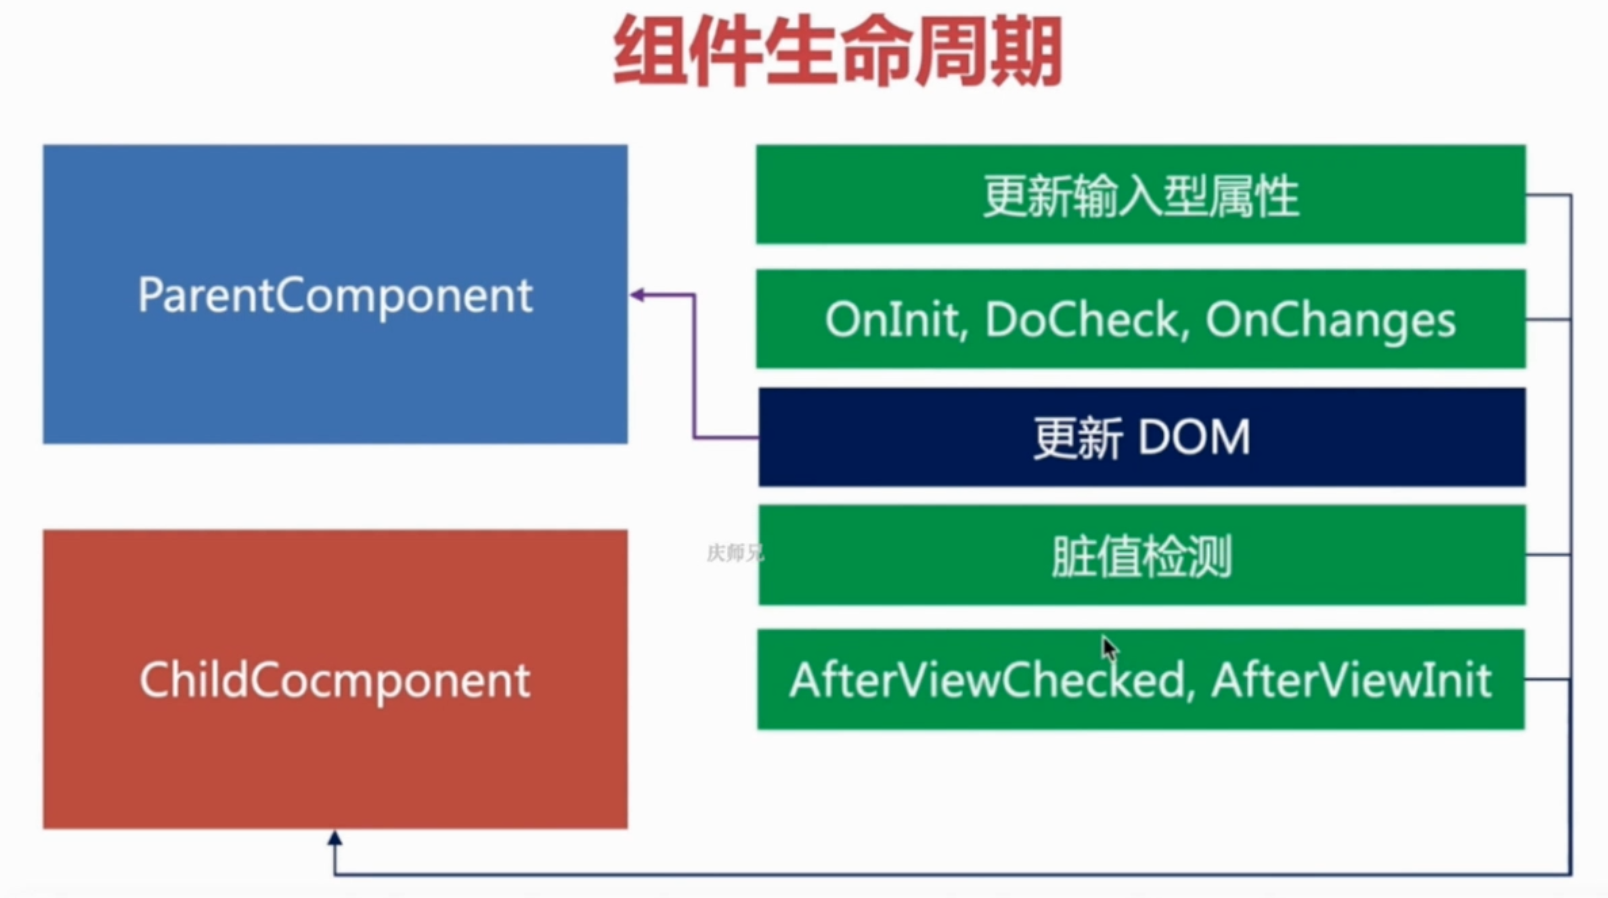 组件生命周期
ParentComponent
更新输入型属性
OnInit, DoCheck, OnChanges
更新 DOM
庆师兄
脏值检测
ChildCocmponent
AfterViewChecked, AfterViewInit